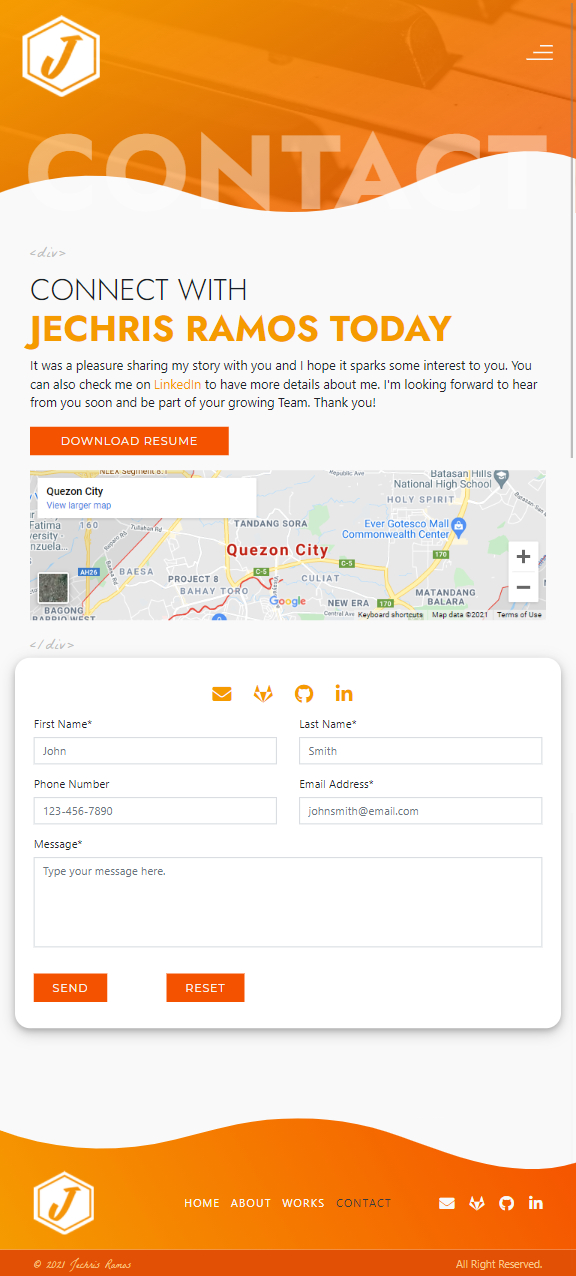 J
CONTACT
<div>
CONNECT WITH
JECHRIS RAMOS TODAY
It was a pleasure sharing my story with you and I hope it sparks some interest to you. You
can also check me on LinkedIn to have more details about me. I'm looking forward to hear
from you soon and be part of your growing Team. Thank you!
DOWNLOAD RESUME
NLEX Segment 8.1
Republic Ave
Batasan Hills
National High School
Quezon City
View larger map
HOLY SPIRIT
Fatima
University
160
Tullahan Rd
TANDANG SORA
Ever Gotesco Mall
Commonwealth Center
Quezon City
170
C-5
C-5
AH26
BAESA
PROJECT 8
CULIAT
BAHAY TORO
MATANDANG
BALARA
Google
NEW ERA
170
BAGONG
BARRIO WEST
Keyboard shortcuts
Map data ©2021
Terms of Use
</div>
First Name*
Last Name*
John
Smith
Phone Number
Email Address*
123-456-7890
johnsmith@email.com
Message*
Type your message here.
SEND
RESET
J
HOME ABOUT WORKS CONTACT
© 2021 Jechris Ramos
All Right Reserved.